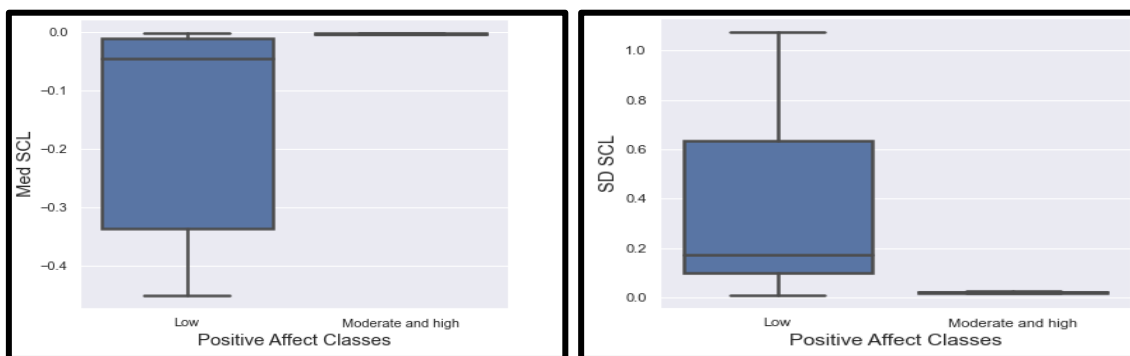 0.0
−0.1
−0.2
−0.3
−0.4
Med SCL
Low
Moderate and high
Positive Affect Classes
1.0
0.8
0.6
0.4
0.2
0.0
SD SCL
Low
Moderate and high
Positive Affect Classes